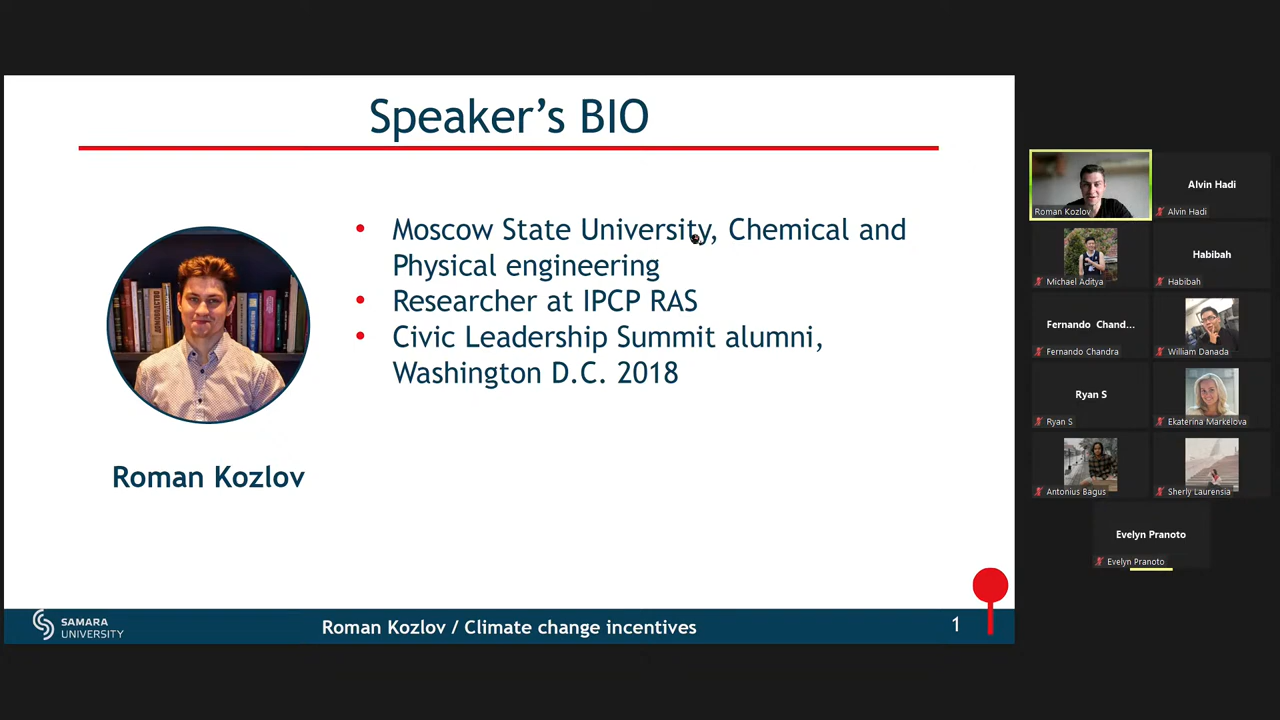 Speaker’s BIO
• Moscow State University, Chemical and
Physical engineering
• Researcher at IPCP RAS
• Civic Leadership Summit alumni,
Washington D.C. 2018
Roman Kozlov
SAMARA
UNIVERSITY
Roman Kozlov / Climate change incentives
1
Roman Kozlov
Alvin Hadi
Alvin Hadi
Michael Aditya
Habibah
Habibah
Fernando Chand...
Fernando Chandra
William Danada
Ryan S
Ryan S
Ekaterina Markelova
Antonius Bagus
Sherly Laurensia
Evelyn Pranoto
Evelyn Pranoto